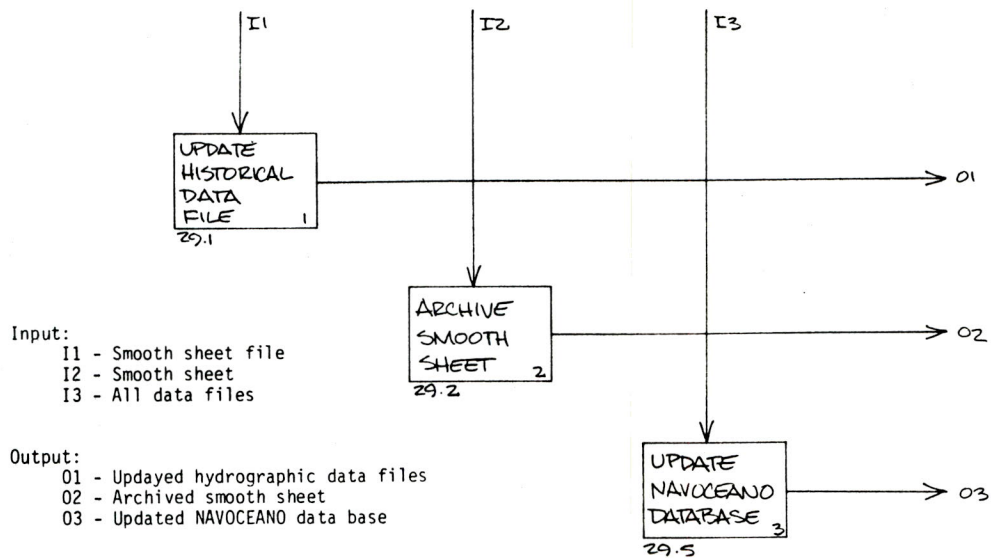 I1
I2
I3
UPDATE
HISTORICAL
DATA
FILE 1
29.1
O1
ARCHIVE
SMOOTH
SHEET 2
29.2
O2
Input:
I1 - Smooth sheet file
I2 - Smooth sheet
I3 - All data files
Output:
O1 - Updayed hydrographic data files
O2 - Archived smooth sheet
O3 - Updated NAVOCEANO data base
UPDATE
NAVOCEANO
DATABASE 3
29.5
O3